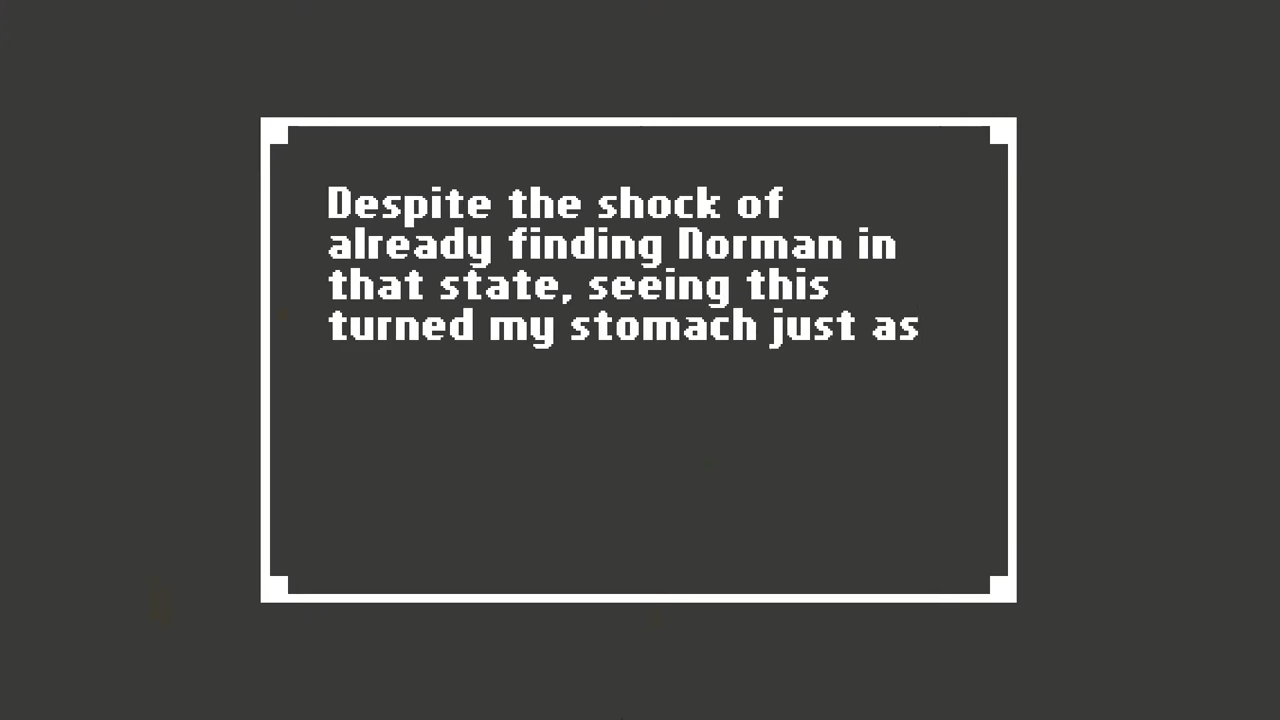 Despite the shock of
already finding Norman in
that state, seeing this
turned my stomach just as